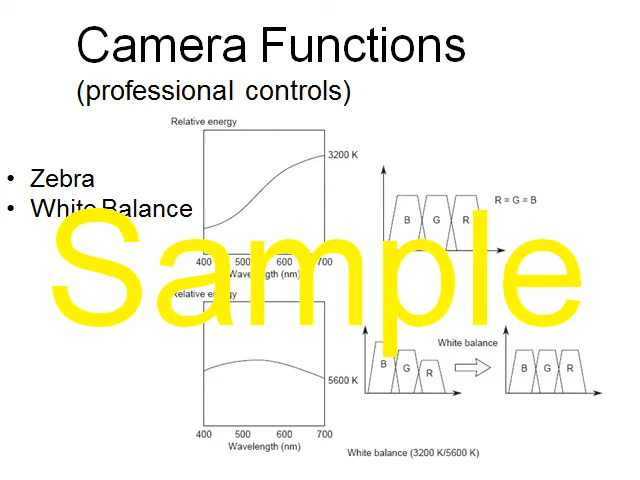 Camera Functions
(professional controls)
• Zebra
• White Balance
Relative energy
3200 K
400 500 600 700
Wavelength (nm)
B G R
R = G = B
Relative energy
5600 K
400 500 600 700
Wavelength (nm)
B G R
White balance
B G R
White balance (3200 K/5600 K)
Sample